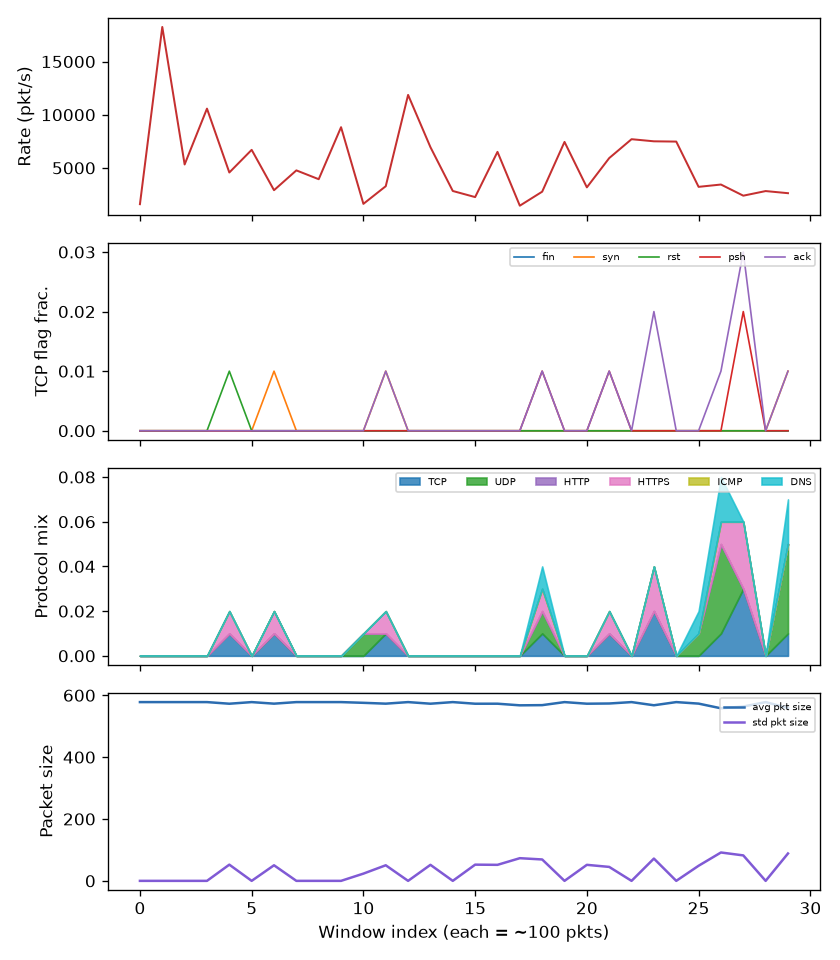 Rate (pkt/s)
15000
10000
5000
TCP flag frac.
0.03
0.02
0.01
0.00
fin syn rst psh ack
Protocol mix
0.08
0.06
0.04
0.02
0.00
TCP UDP HTTP HTTPS ICMP DNS
Packet size
600
400
200
0
avg pkt size
std pkt size
0 5 10 15 20 25 30
Window index (each = ~100 pkts)